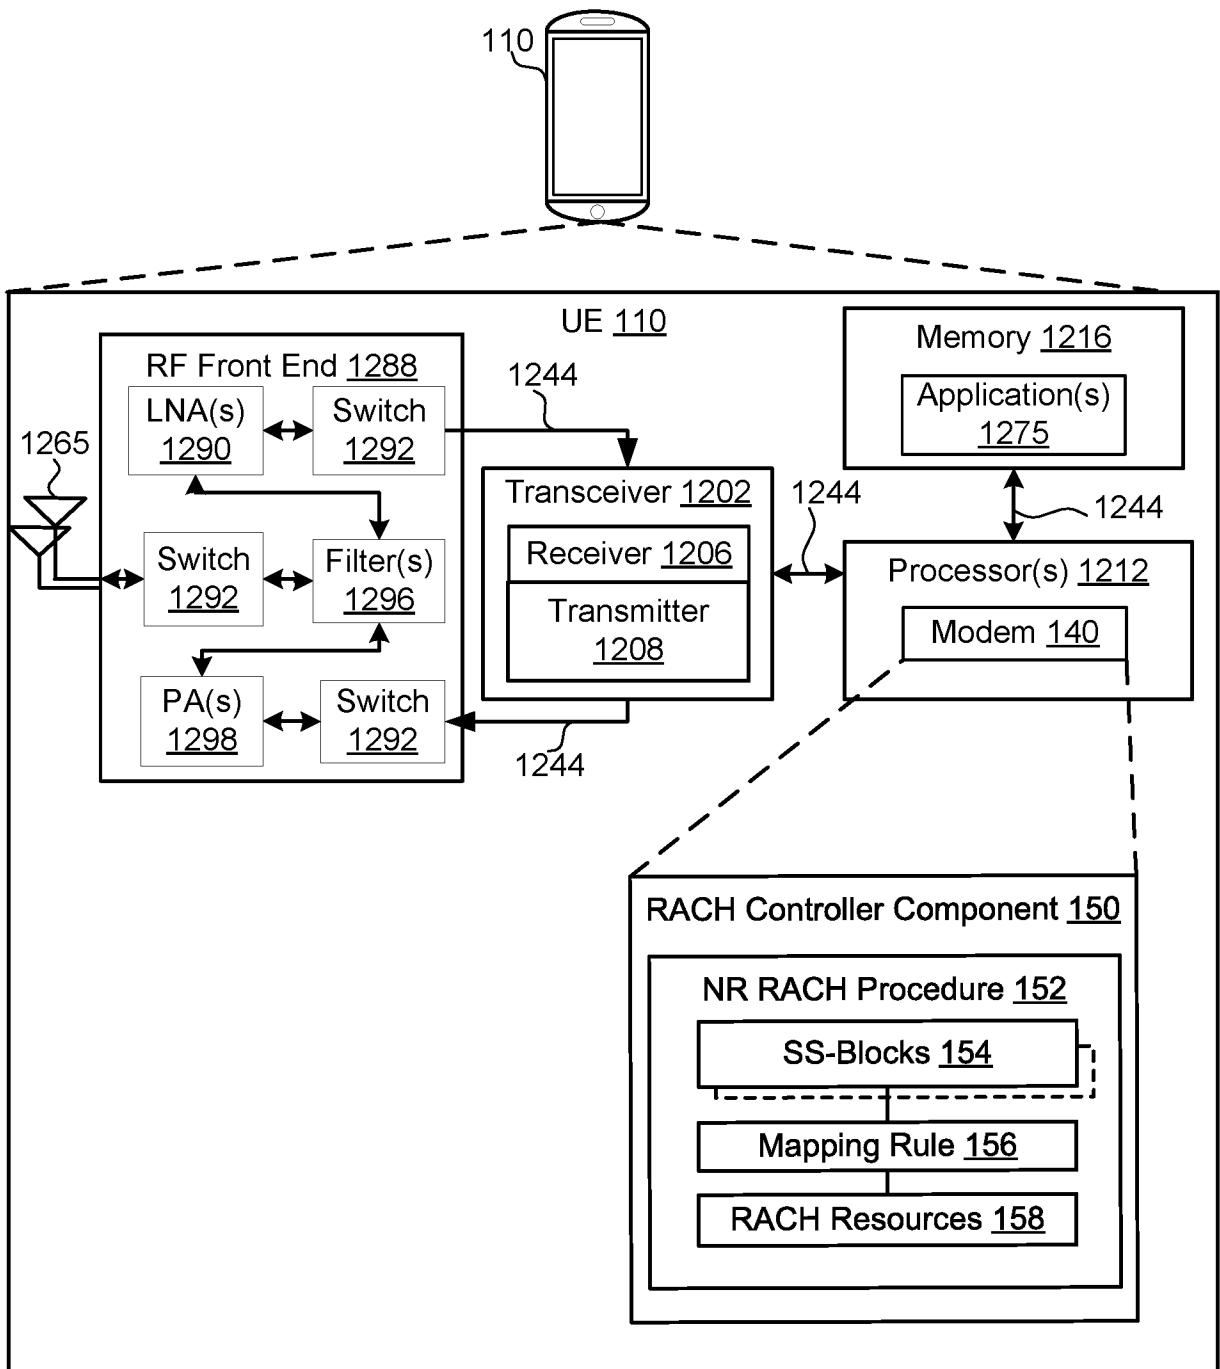 110
UE 110
RF Front End 1288
LNA(s)
1290
Switch
1292
1244
1265
Switch
1292
Filter(s)
1296
PA(s)
1298
Switch
1292
1244
Transceiver 1202
Receiver 1206
Transmitter
1208
1244
Memory 1216
Application(s)
1275
1244
Processor(s) 1212
Modem 140
RACH Controller Component 150
NR RACH Procedure 152
SS-Blocks 154
Mapping Rule 156
RACH Resources 158